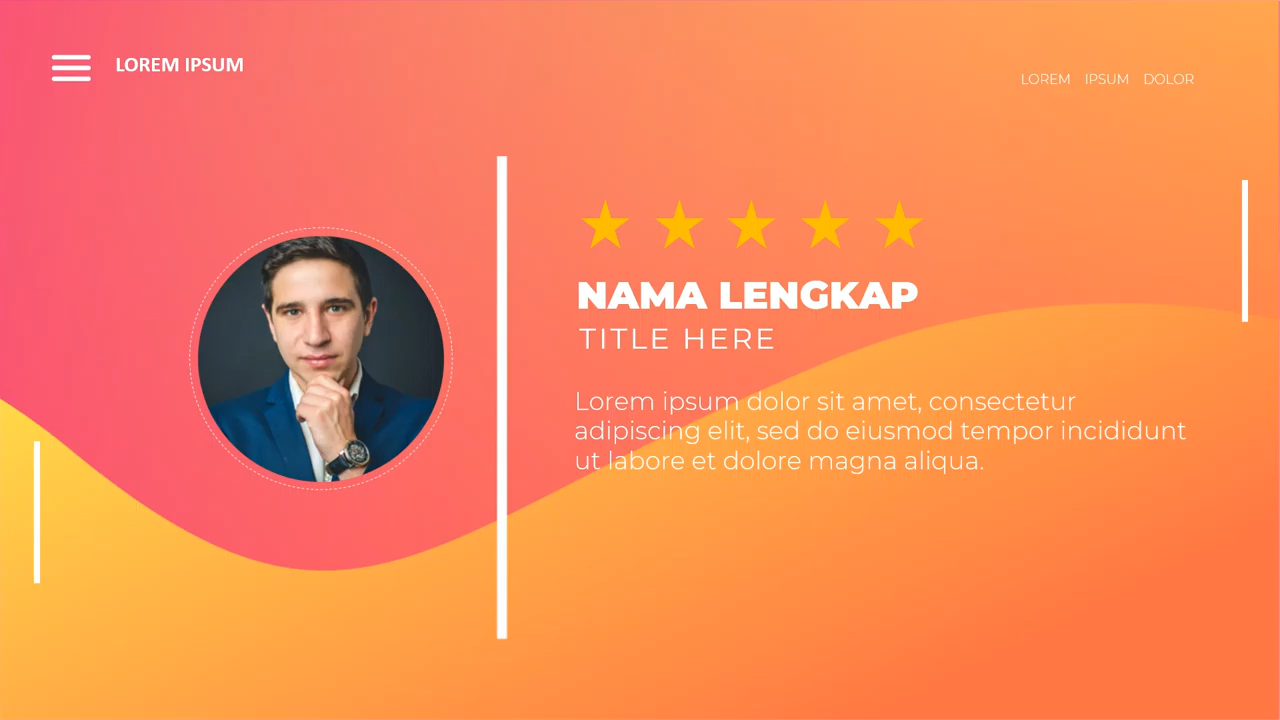 LOREM IPSUM
LOREM IPSUM DOLOR
NAMA LENGKAP
TITLE HERE
Lorem ipsum dolor sit amet, consectetur
adipiscing elit, sed do eiusmod tempor incididunt
ut labore et dolore magna aliqua.